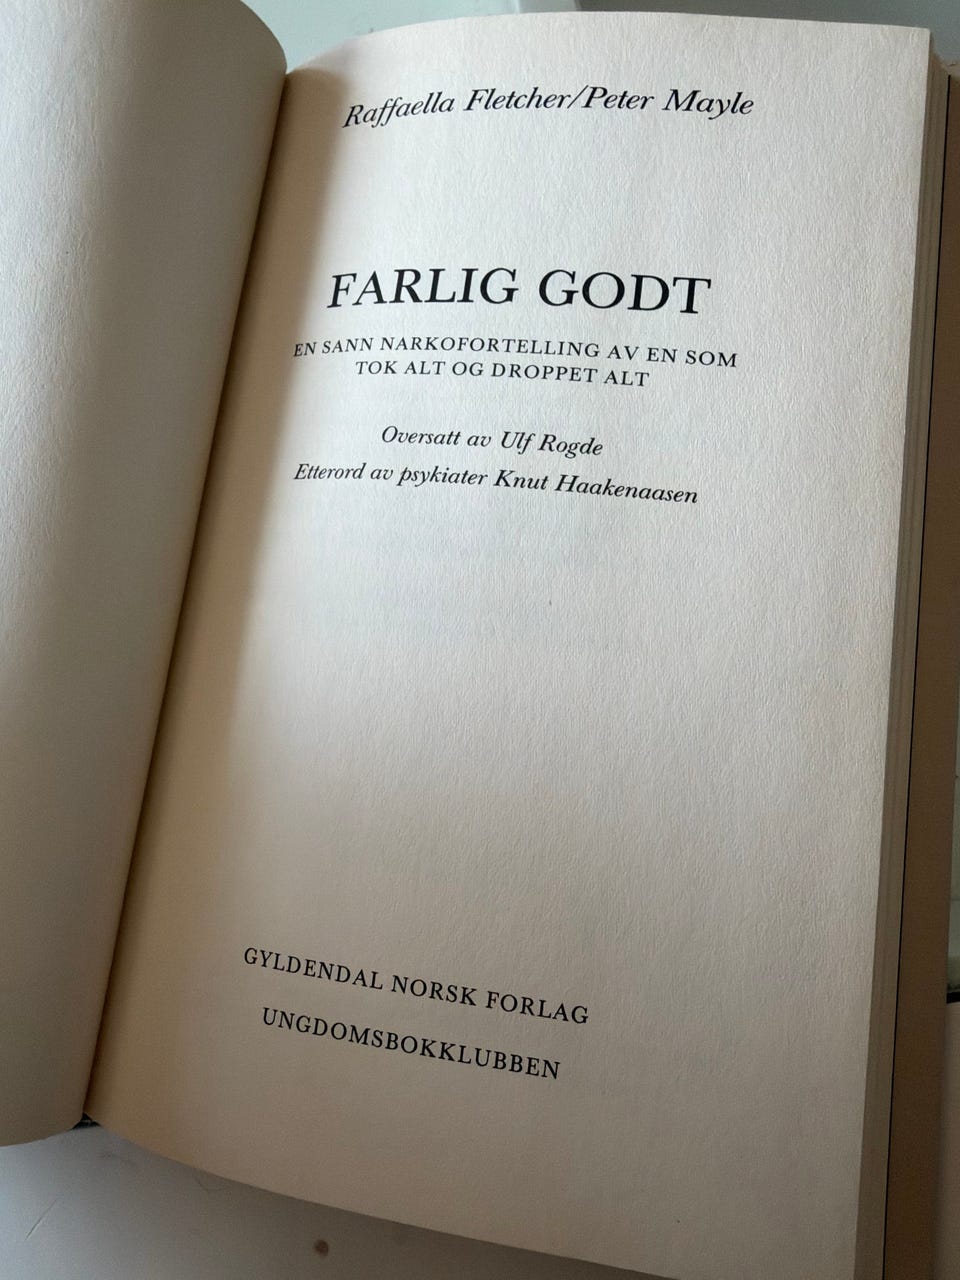 Raffaella Fletcher/Peter Mayle
FARLIG GODT
EN SANN NARKOFORTELLING AV EN SOM
TOK ALT OG DROPPET ALT
Oversatt av Ulf Rogde
Etterord av psykiater Knut Haakenaasen
GYLDENDAL NORSK FORLAG
UNGDOMSBOKKLUBBEN